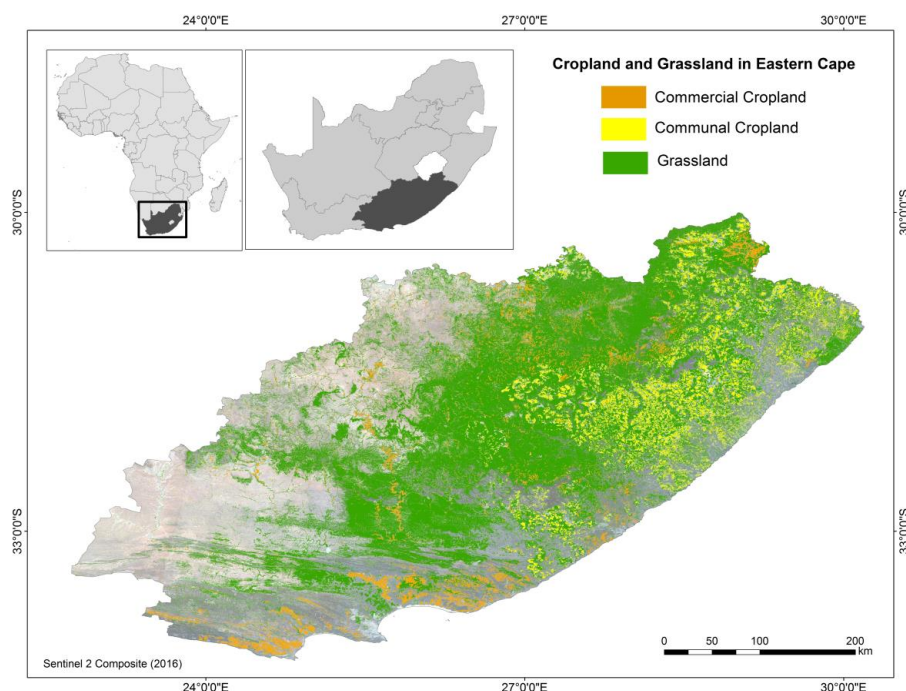 24°0'0"E 27°0'0"E 30°0'0"E
Cropland and Grassland in Eastern Cape
Commercial Cropland
Communal Cropland
Grassland
30°0'0"S 30°0'0"S
33°0'0"S 33°0'0"S
0 25 50 100 200
km
Sentinel 2 Composite (2016)
24°0'0"E 27°0'0"E 30°0'0"E